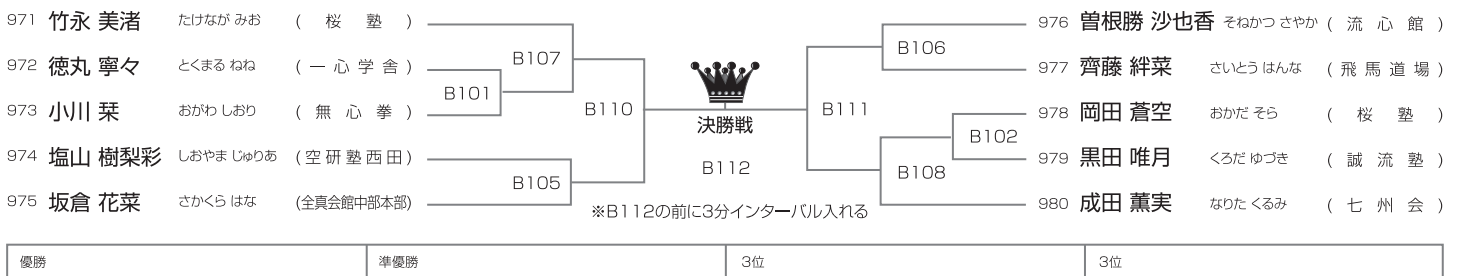 971 竹永 美渚 たけなが みお ( 桜 塾 )
972 徳丸 寧々 とくまる ねね ( 一 心 学 舎 )
973 小川 栞 おがわ しおり ( 無 心 拳 )
974 塩山 樹梨彩 しおやま じゅりあ ( 空 研 塾 西 田 )
975 坂倉 花菜 さかくら はな (全真会館中部本部)
B107
B101
B110
B105
決勝戦
B112
※B112の前に3分インターバル入れる
B106
B111
B102
B108
976 曽根勝 沙也香 そねかつ さやか ( 流 心 館 )
977 齊藤 絆菜 さいとう はんな ( 飛 馬 道 場 )
978 岡田 蒼空 おかだ そら ( 桜 塾 )
979 黒田 唯月 くろだ ゆづき ( 誠 流 塾 )
980 成田 薫実 なりた くるみ ( 七 州 会 )
優勝 準優勝 3位 3位